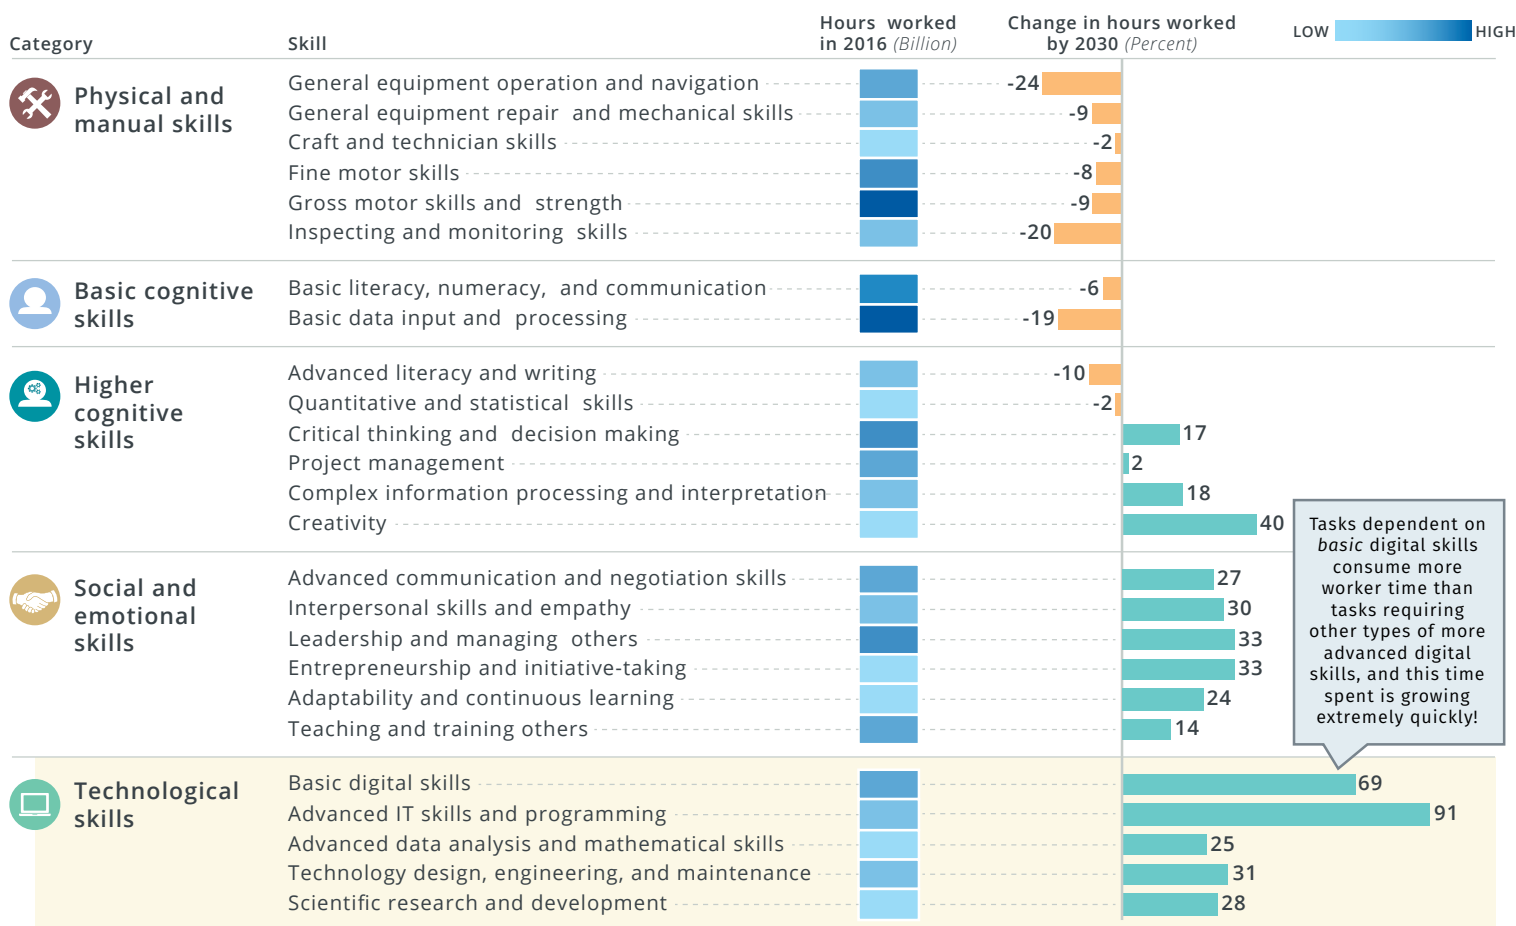 Category Skill Hours worked in 2016 (Billion) Change in hours worked by 2030 (Percent) LOW HIGH
Physical and
manual skills
General equipment operation and navigation -24
General equipment repair and mechanical skills -9
Craft and technician skills -2
Fine motor skills -8
Gross motor skills and strength -9
Inspecting and monitoring skills -20
Basic cognitive
skills
Basic literacy, numeracy, and communication -6
Basic data input and processing -19
Higher
cognitive
skills
Advanced literacy and writing -10
Quantitative and statistical skills -2
Critical thinking and decision making 17
Project management 2
Complex information processing and interpretation 18
Creativity 40
Social and
emotional
skills
Advanced communication and negotiation skills 27
Interpersonal skills and empathy 30
Leadership and managing others 33
Entrepreneurship and initiative-taking 33
Adaptability and continuous learning 24
Teaching and training others 14
Tasks dependent on
basic digital skills
consume more
worker time than
tasks requiring
other types of more
advanced digital
skills, and this time
spent is growing
extremely quickly!
Technological
skills
Basic digital skills 69
Advanced IT skills and programming 91
Advanced data analysis and mathematical skills 25
Technology design, engineering, and maintenance 31
Scientific research and development 28